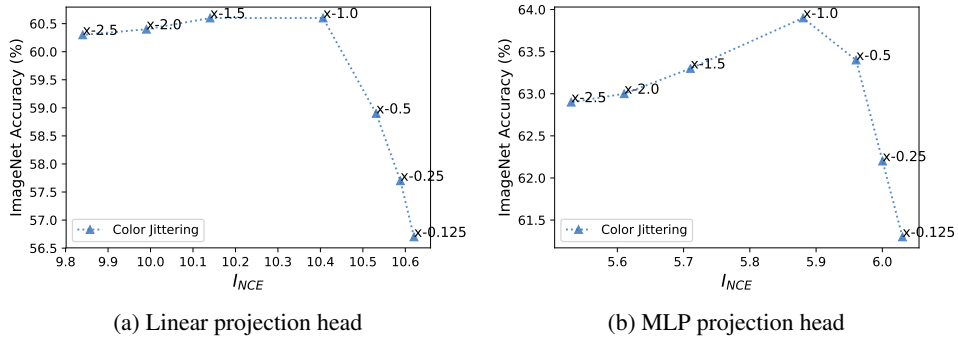 60.5
60.0
59.5
59.0
58.5
58.0
57.5
57.0
56.5
ImageNet Accuracy (%)
x-2.5
x-2.0
x-1.5
x-1.0
x-0.5
x-0.25
x-0.125
Color Jittering
9.8 9.9 10.0 10.1 10.2 10.3 10.4 10.5 10.6
I_NCE
(a) Linear projection head
64.0
63.5
63.0
62.5
62.0
61.5
ImageNet Accuracy (%)
x-2.5
x-2.0
x-1.5
x-1.0
x-0.5
x-0.25
x-0.125
Color Jittering
5.6 5.7 5.8 5.9 6.0
I_NCE
(b) MLP projection head